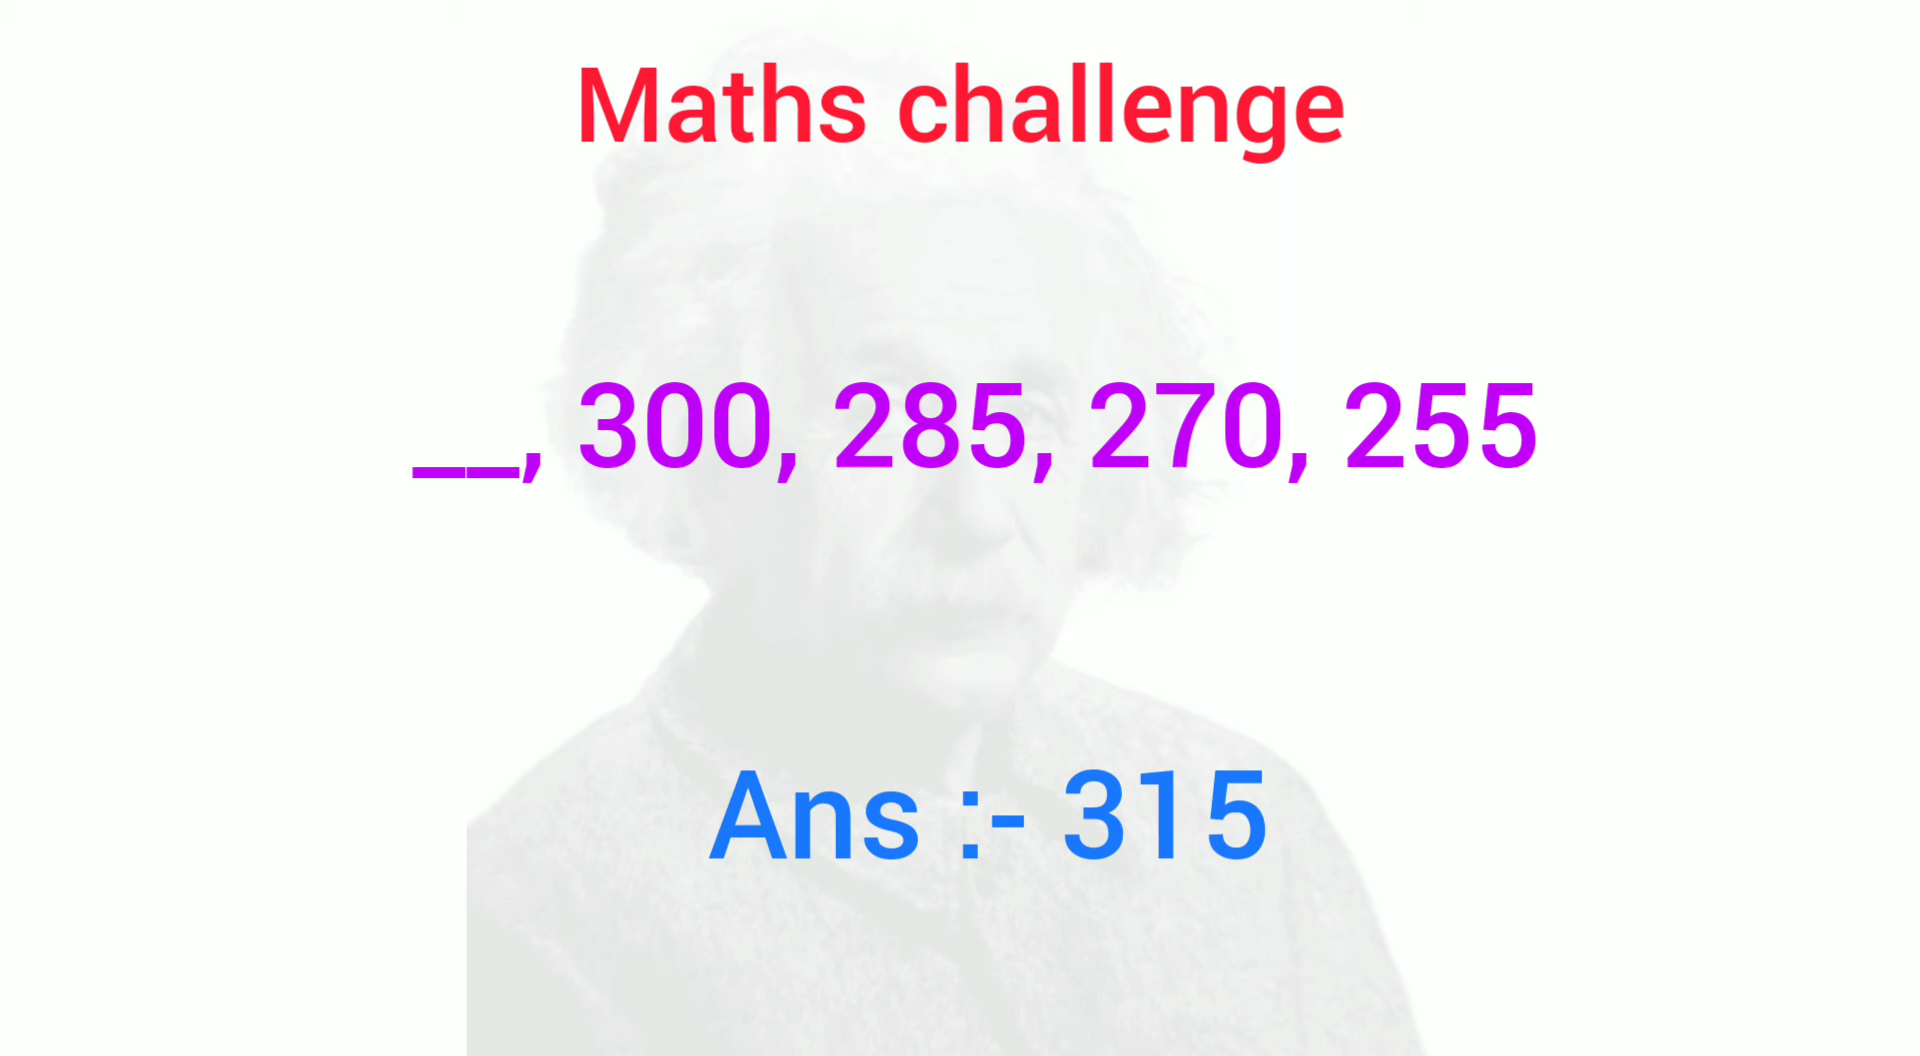 Maths challenge
__, 300, 285, 270, 255
Ans :- 315